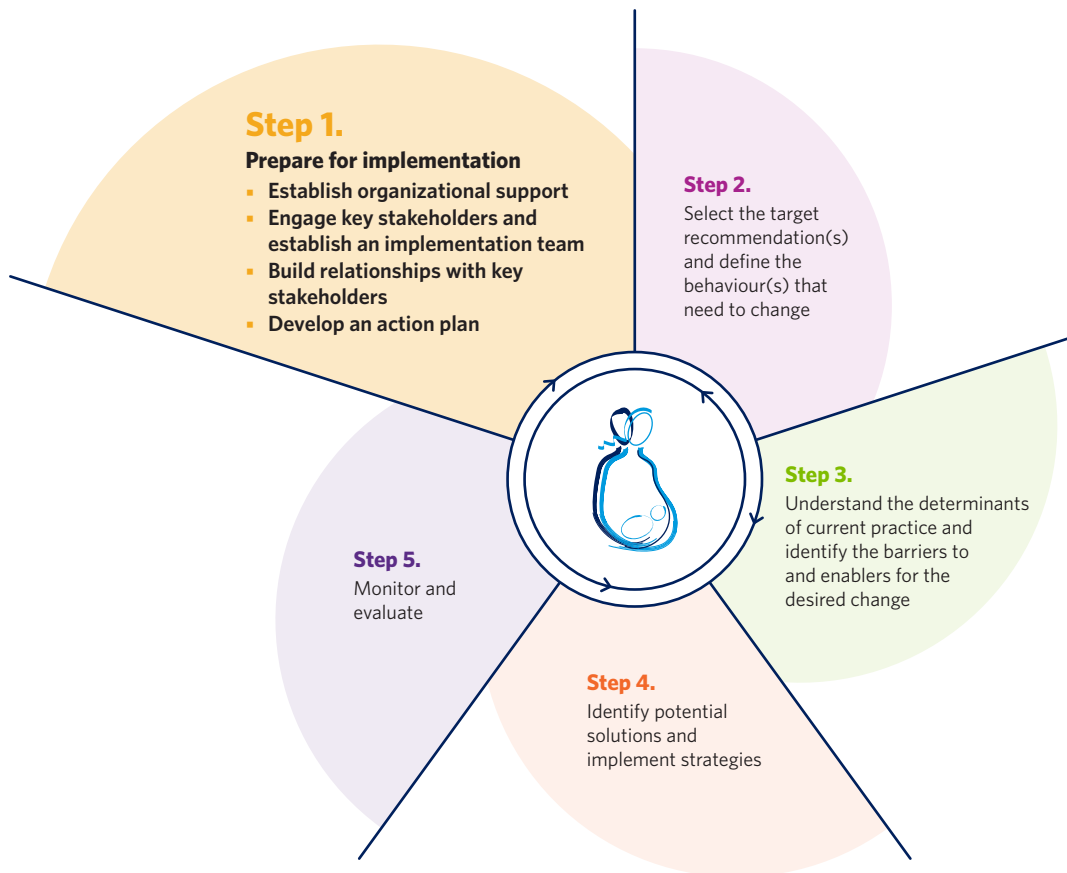 Step 1.
Prepare for implementation
▪ Establish organizational support
▪ Engage key stakeholders and
establish an implementation team
▪ Build relationships with key
stakeholders
▪ Develop an action plan
Step 2.
Select the target
recommendation(s)
and define the
behaviour(s) that
need to change
Step 3.
Understand the determinants
of current practice and
identify the barriers to
and enablers for the
desired change
Step 4.
Identify potential
solutions and
implement strategies
Step 5.
Monitor and
evaluate